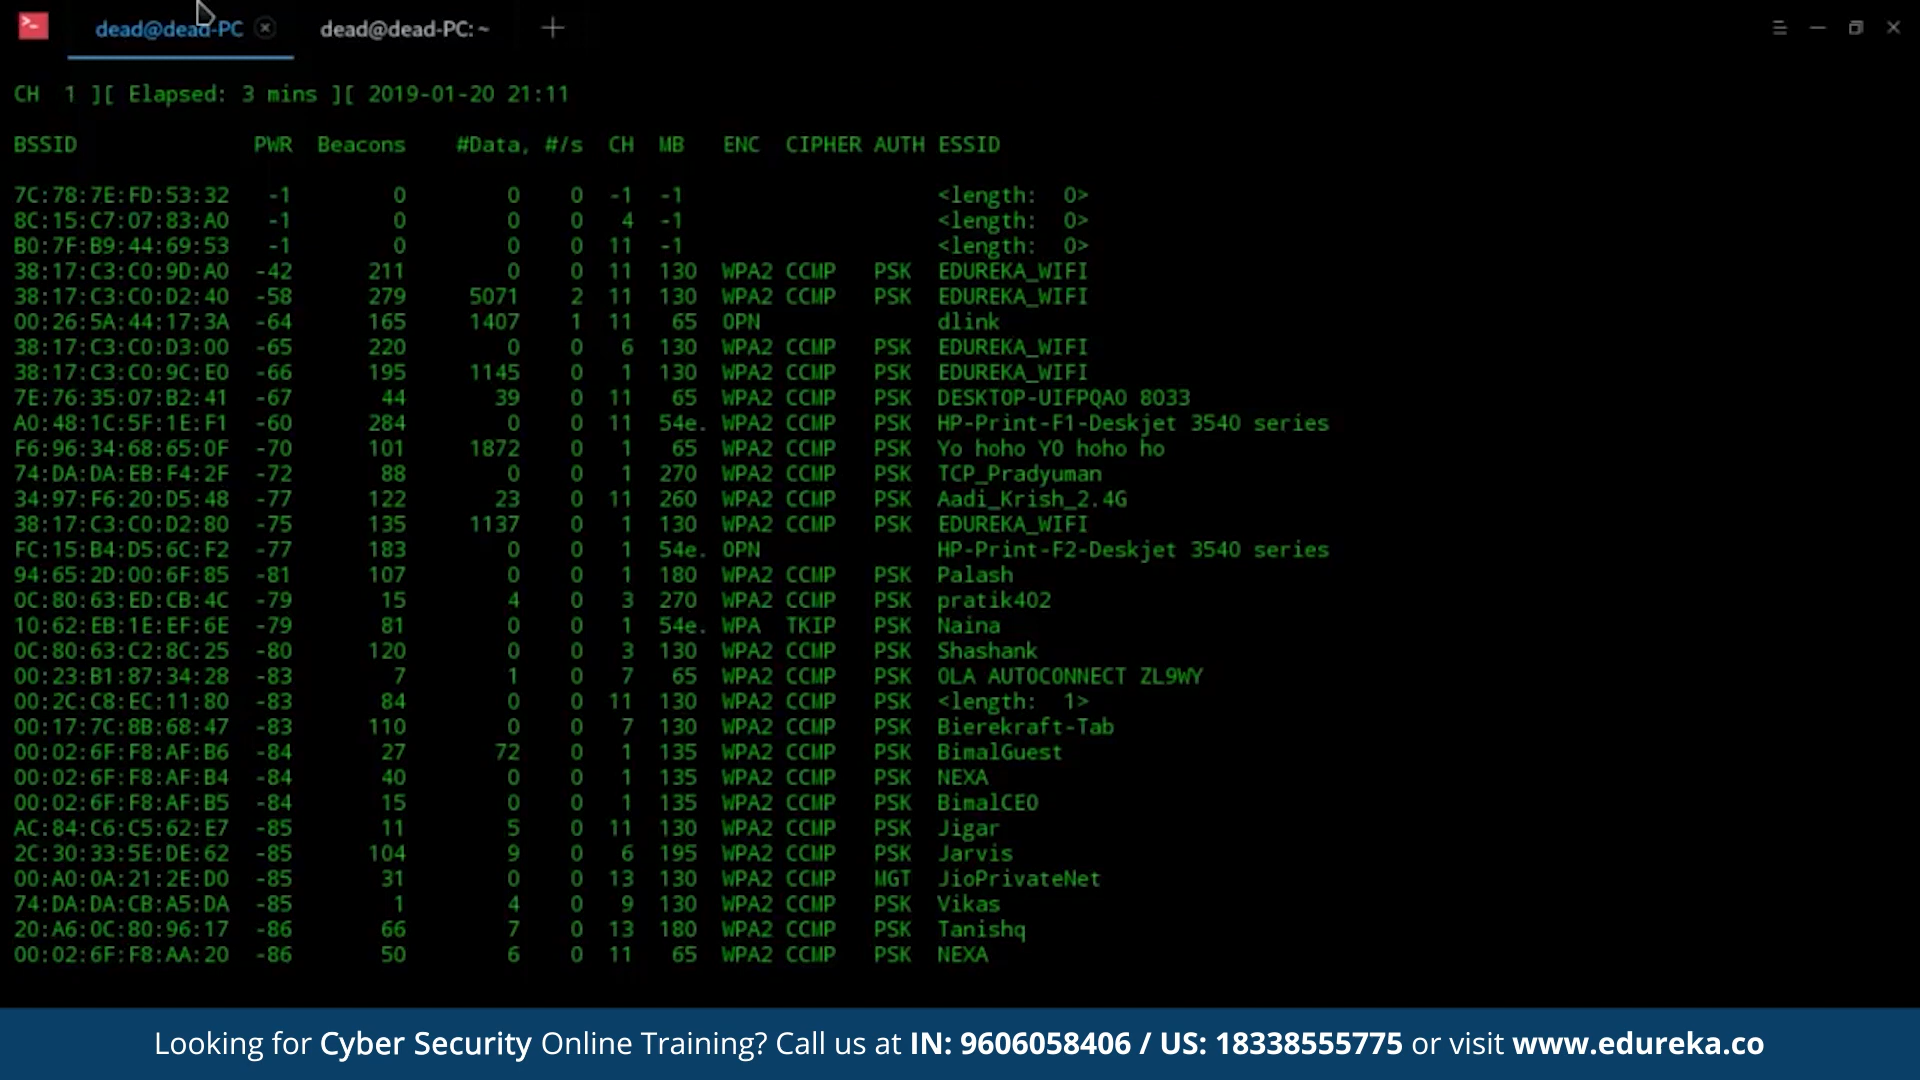 dead@dead-PC dead@dead-PC: ~
CH 1 ][ Elapsed: 3 mins ][ 2019-01-20 21:11
BSSID PWR Beacons #Data, #/s CH MB ENC CIPHER AUTH ESSID
7C:78:7E:FD:53:32 -1 0 0 0 -1 -1 <length: 0>
8C:15:C7:07:83:A0 -1 0 0 0 4 -1 <length: 0>
B0:7F:B9:44:69:53 -1 0 0 0 11 -1 <length: 0>
38:17:C3:C0:9D:A0 -42 211 0 0 11 130 WPA2 CCMP PSK EDUREKA_WIFI
38:17:C3:C0:D2:40 -58 279 5071 2 11 130 WPA2 CCMP PSK EDUREKA_WIFI
00:26:5A:44:17:3A -64 165 1407 1 11 65 OPN dlink
38:17:C3:C0:D3:00 -65 220 0 0 6 130 WPA2 CCMP PSK EDUREKA_WIFI
38:17:C3:C0:9C:E0 -66 195 1145 0 1 130 WPA2 CCMP PSK EDUREKA_WIFI
7E:76:35:07:B2:41 -67 44 39 0 11 65 WPA2 CCMP PSK DESKTOP-UIFPQA0 8033
A0:48:1C:5F:1E:F1 -60 284 0 0 11 54e. WPA2 CCMP PSK HP-Print-F1-Deskjet 3540 series
F6:96:34:68:65:0F -70 101 1872 0 1 65 WPA2 CCMP PSK Yo hoho Y0 hoho ho
74:DA:DA:EB:F4:2F -72 88 0 0 1 270 WPA2 CCMP PSK TCP_Pradyuman
34:97:F6:20:D5:48 -77 122 23 0 11 260 WPA2 CCMP PSK Aadi_Krish_2.4G
38:17:C3:C0:D2:80 -75 135 1137 0 1 130 WPA2 CCMP PSK EDUREKA_WIFI
FC:15:B4:D5:6C:F2 -77 183 0 0 1 54e. OPN HP-Print-F2-Deskjet 3540 series
94:65:2D:00:6F:85 -81 107 0 0 1 180 WPA2 CCMP PSK Palash
0C:80:63:ED:CB:4C -79 15 4 0 3 270 WPA2 CCMP PSK pratik402
10:62:EB:1E:EF:6E -79 81 0 0 1 54e. WPA TKIP PSK Naina
0C:80:63:C2:8C:25 -80 120 0 0 3 130 WPA2 CCMP PSK Shashank
00:23:B1:87:34:28 -83 7 1 0 7 65 WPA2 CCMP PSK OLA AUTOCONNECT ZL9WY
00:2C:C8:EC:11:80 -83 84 0 0 11 130 WPA2 CCMP PSK <length: 1>
00:17:7C:8B:68:47 -83 110 0 0 7 130 WPA2 CCMP PSK Bierekraft-Tab
00:02:6F:F8:AF:B6 -84 27 72 0 1 135 WPA2 CCMP PSK BimalGuest
00:02:6F:F8:AF:B4 -84 40 0 0 1 135 WPA2 CCMP PSK NEXA
00:02:6F:F8:AF:B5 -84 15 0 0 1 135 WPA2 CCMP PSK BimalCEO
AC:84:C6:C5:62:E7 -85 11 5 0 11 130 WPA2 CCMP PSK Jigar
2C:30:33:5E:DE:62 -85 104 9 0 6 195 WPA2 CCMP PSK Jarvis
00:A0:0A:21:2E:D0 -85 31 0 0 13 130 WPA2 CCMP MGT JioPrivateNet
74:DA:DA:CB:A5:DA -85 1 4 0 9 130 WPA2 CCMP PSK Vikas
20:A6:0C:80:96:17 -86 66 7 0 13 180 WPA2 CCMP PSK Tanishq
00:02:6F:F8:AA:20 -86 50 6 0 11 65 WPA2 CCMP PSK NEXA
Looking for Cyber Security Online Training? Call us at IN: 9606058406 / US: 18338555775 or visit www.edureka.co